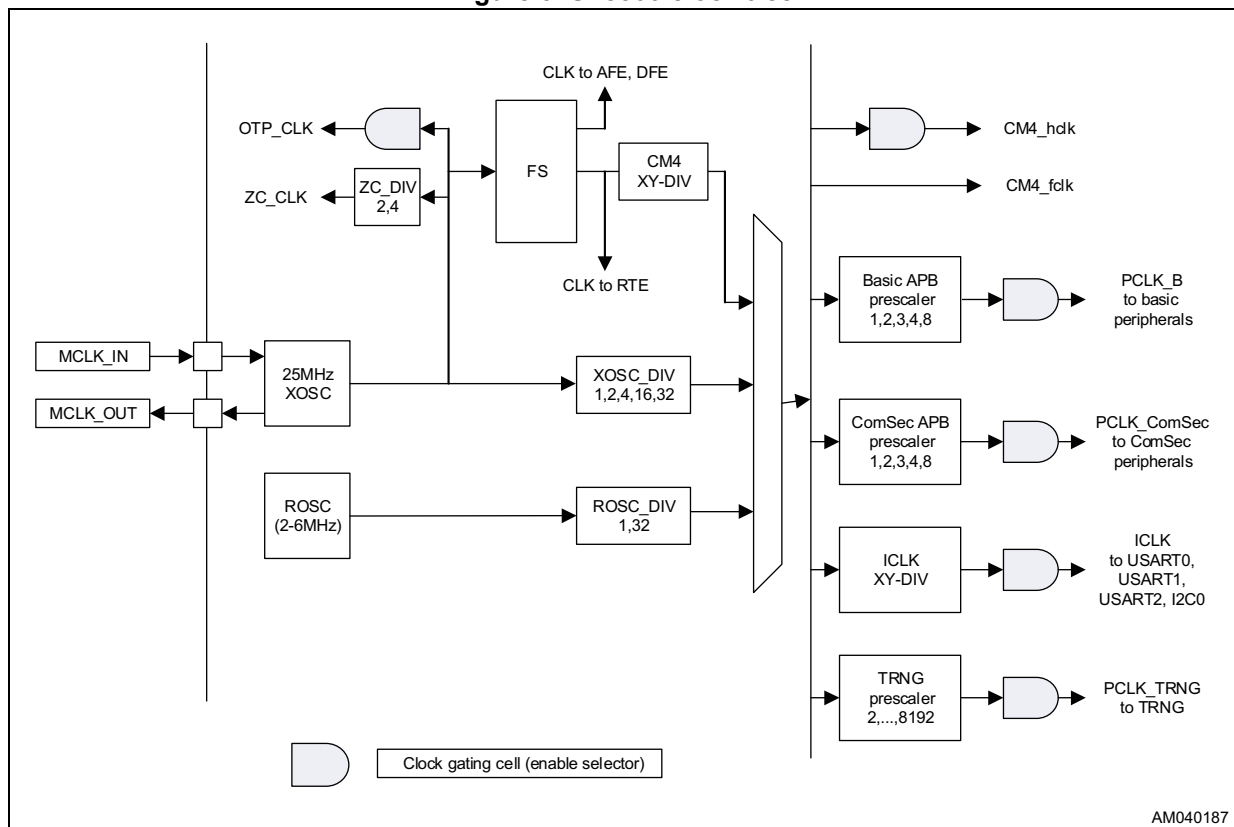 CLK to AFE, DFE
OTP_CLK
CM4_hclk
FS
CM4
XY-DIV
ZC_CLK
ZC_DIV
2,4
CM4_fclk
CLK to RTE
Basic APB
prescaler
1,2,3,4,8
PCLK_B
to basic
peripherals
MCLK_IN
MCLK_OUT
25MHz
XOSC
XOSC_DIV
1,2,4,16,32
ComSec APB
prescaler
1,2,3,4,8
PCLK_ComSec
to ComSec
peripherals
ROSC
(2-6MHz)
ROSC_DIV
1,32
ICLK
XY-DIV
ICLK
to USART0,
USART1,
USART2, I2C0
TRNG
prescaler
2,...,8192
PCLK_TRNG
to TRNG
Clock gating cell (enable selector)
AM040187